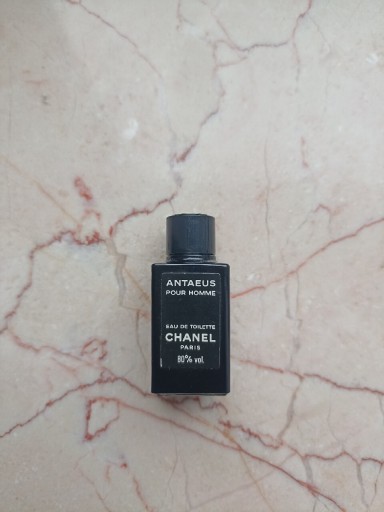 ANTAEUS
POUR HOMME
EAU DE TOILETTE
CHANEL
PARIS
80% vol.